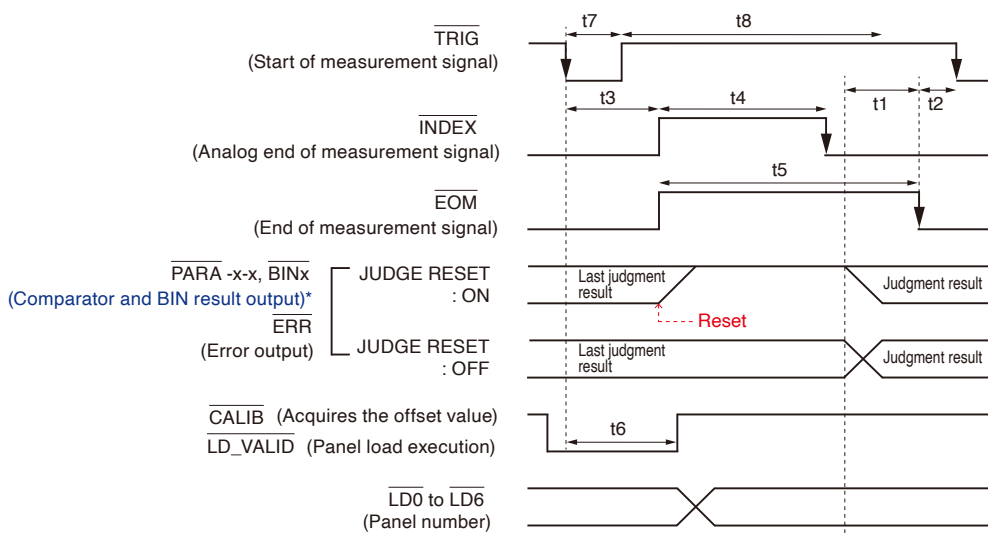 t7
t8
TRIG
(Start of measurement signal)
t3
t4
t1
t2
INDEX
(Analog end of measurement signal)
t5
EOM
(End of measurement signal)
PARA -x-x, BINx
(Comparator and BIN result output)*
ERR
(Error output)
JUDGE RESET
: ON
Last judgment
result
Judgment result
Reset
JUDGE RESET
: OFF
Last judgment
result
Judgment result
CALIB (Acquires the offset value)
LD_VALID (Panel load execution)
t6
LD0 to LD6
(Panel number)